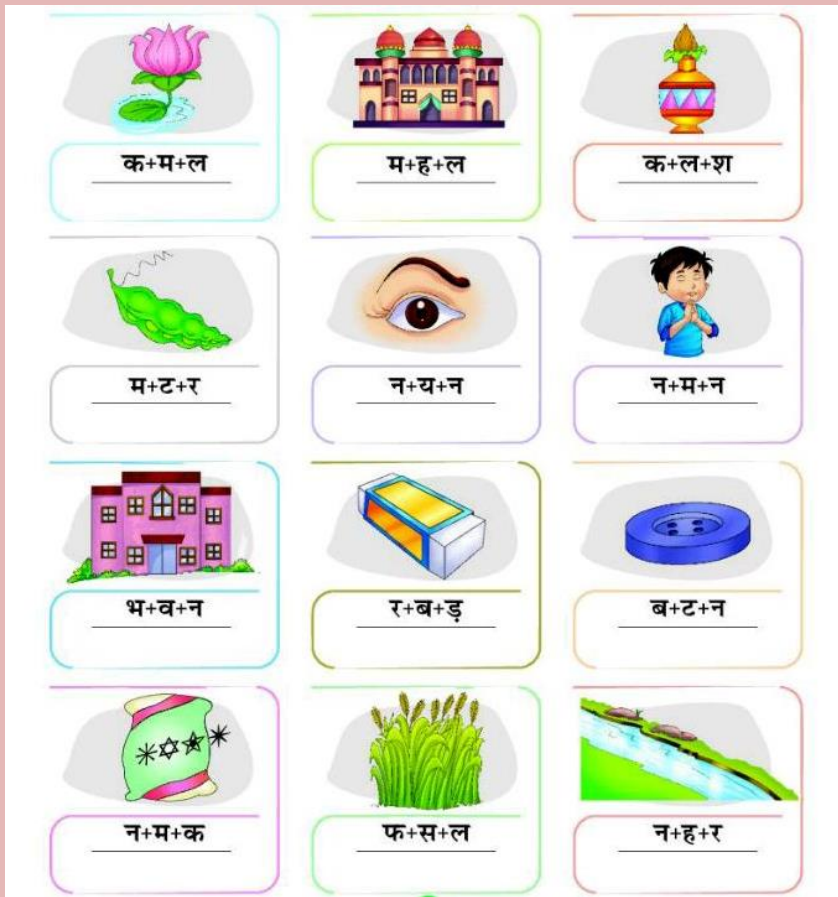 क+म+ल
म+ह+ल
क+ल+श
म+ट+र
न+य+न
न+म+न
भ+व+न
र+ब+ड़
ब+ट+न
न+म+क
फ+स+ल
न+ह+र